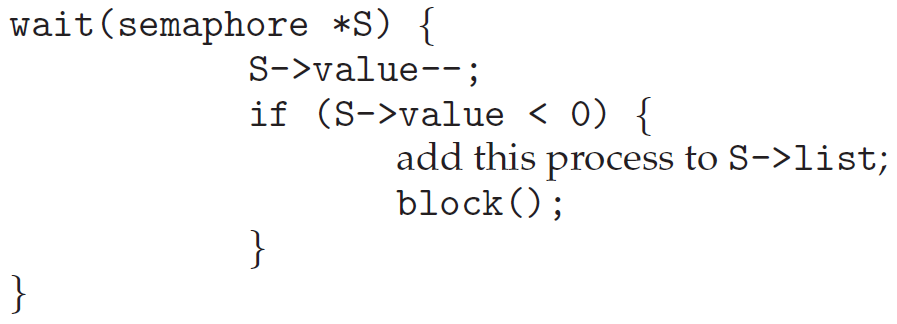 wait(semaphore *S) {
S->value--;
if (S->value < 0) {
add this process to S->list;
block();
}
}